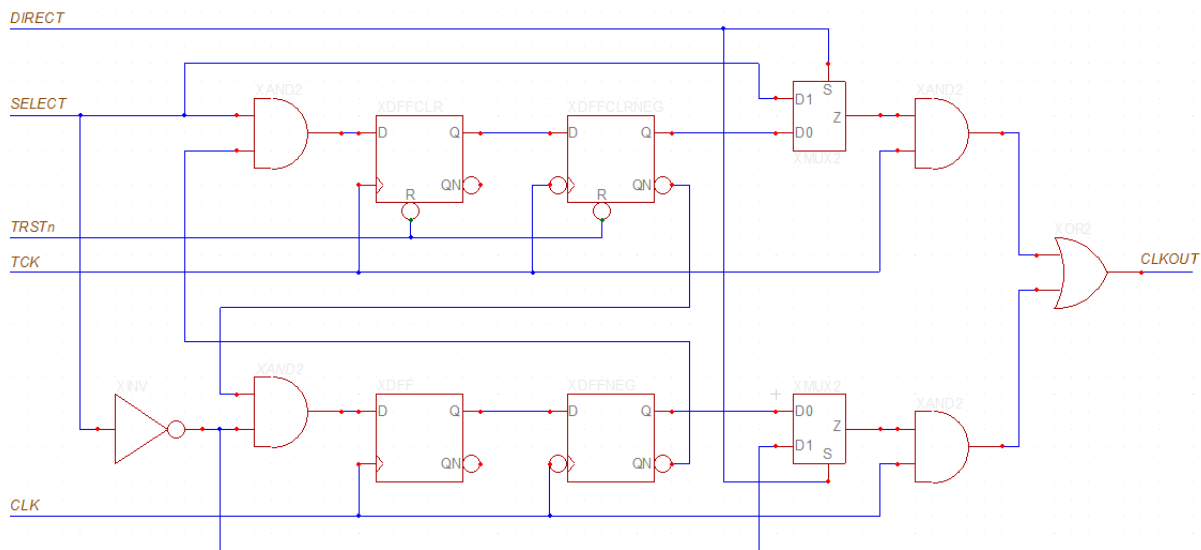 DIRECT
SELECT
XAND2
XDFFCLR
XDFFCLRNEG
S
D1
Z
D0
XMUX2
XAND2
D
Q
QN
R
D
Q
QN
R
TRSTn
TCK
XOR2
CLKOUT
XINV
XAND2
XDFF
D
Q
QN
XDFFNEG
D
Q
QN
XMUX2
D0
Z
D1
S
XAND2
CLK